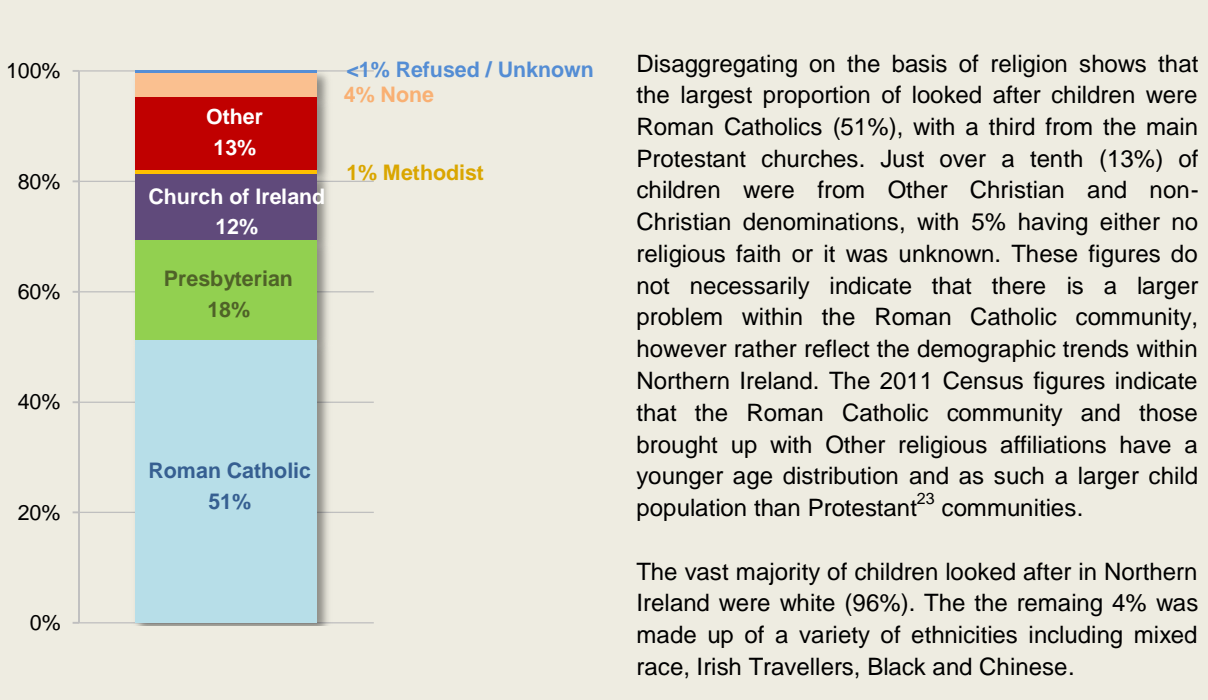 100%
80%
60%
40%
20%
0%
<1% Refused / Unknown
4% None
Other
13%
1% Methodist
Church of Ireland
12%
Presbyterian
18%
Roman Catholic
51%
Disaggregating on the basis of religion shows that
the largest proportion of looked after children were
Roman Catholics (51%), with a third from the main
Protestant churches. Just over a tenth (13%) of
children were from Other Christian and non-
Christian denominations, with 5% having either no
religious faith or it was unknown. These figures do
not necessarily indicate that there is a larger
problem within the Roman Catholic community,
however rather reflect the demographic trends within
Northern Ireland. The 2011 Census figures indicate
that the Roman Catholic community and those
brought up with Other religious affiliations have a
younger age distribution and as such a larger child
population than Protestant23 communities.
The vast majority of children looked after in Northern
Ireland were white (96%). The the remaing 4% was
made up of a variety of ethnicities including mixed
race, Irish Travellers, Black and Chinese.